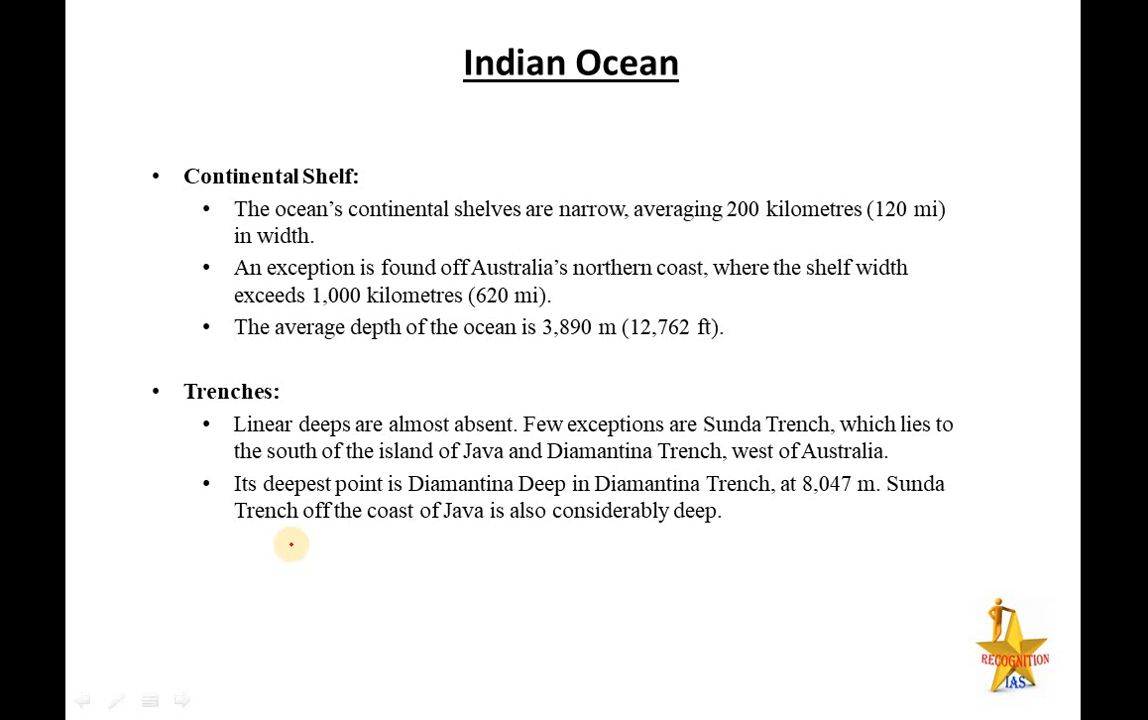 Indian Ocean
• Continental Shelf:
• The ocean's continental shelves are narrow, averaging 200 kilometres (120 mi)
in width.
• An exception is found off Australia's northern coast, where the shelf width
exceeds 1,000 kilometres (620 mi).
• The average depth of the ocean is 3,890 m (12,762 ft).
• Trenches:
• Linear deeps are almost absent. Few exceptions are Sunda Trench, which lies to
the south of the island of Java and Diamantina Trench, west of Australia.
• Its deepest point is Diamantina Deep in Diamantina Trench, at 8,047 m. Sunda
Trench off the coast of Java is also considerably deep.
RECOGNITION
IAS